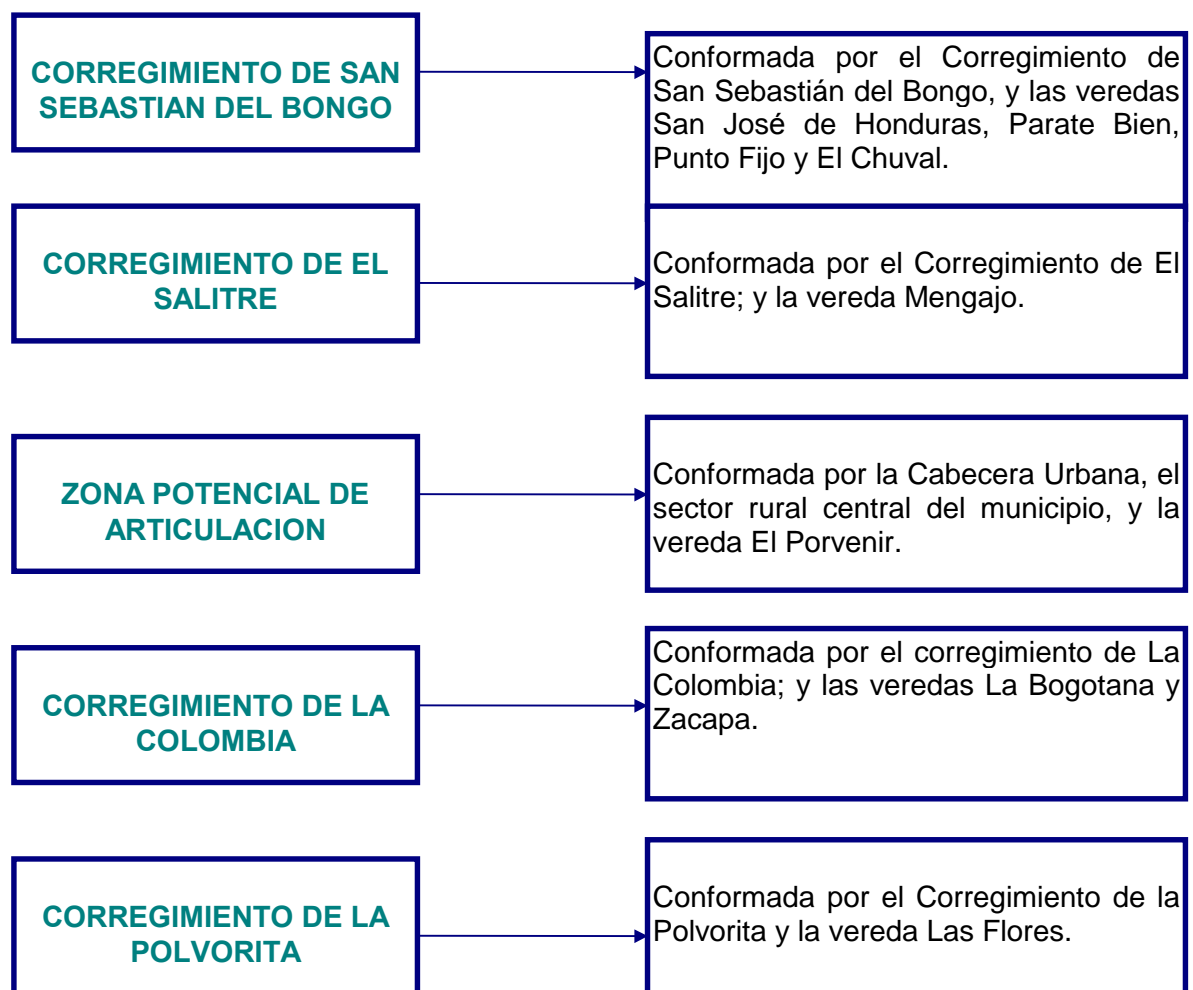 CORREGIMIENTO DE SAN
SEBASTIAN DEL BONGO
Conformada por el Corregimiento de
San Sebastián del Bongo, y las veredas
San José de Honduras, Parate Bien,
Punto Fijo y El Chuval.
CORREGIMIENTO DE EL
SALITRE
Conformada por el Corregimiento de El
Salitre; y la vereda Mengajo.
ZONA POTENCIAL DE
ARTICULACION
Conformada por la Cabecera Urbana, el
sector rural central del municipio, y la
vereda El Porvenir.
CORREGIMIENTO DE LA
COLOMBIA
Conformada por el corregimiento de La
Colombia; y las veredas La Bogotana y
Zacapa.
CORREGIMIENTO DE LA
POLVORITA
Conformada por el Corregimiento de la
Polvorita y la vereda Las Flores.